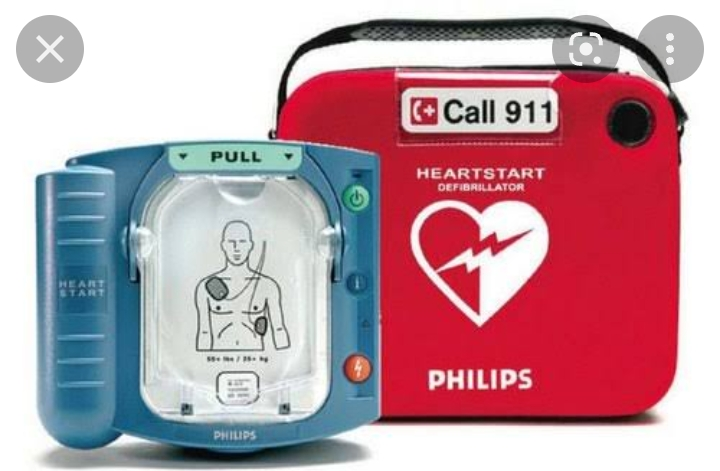 PULL
HEART
START
55+ lbs / 25+ kg
PHILIPS
Call 911
HEARTSTART
DEFIBRILLATOR
PHILIPS